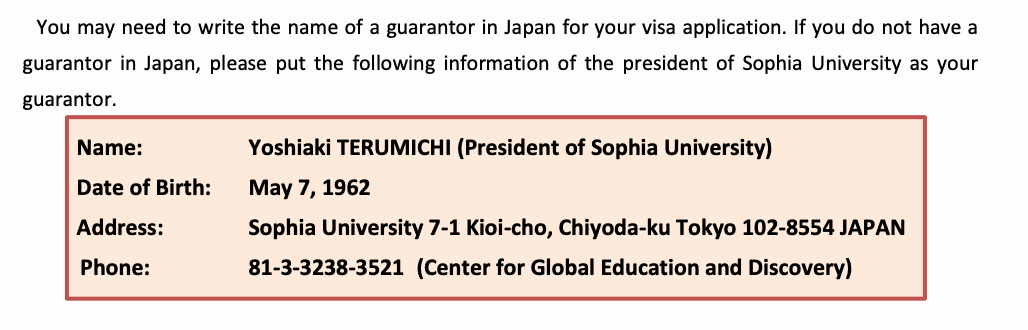 You may need to write the name of a guarantor in Japan for your visa application. If you do not have a
guarantor in Japan, please put the following information of the president of Sophia University as your
guarantor.
Name: Yoshiaki TERUMICHI (President of Sophia University)
Date of Birth: May 7, 1962
Address: Sophia University 7-1 Kioi-cho, Chiyoda-ku Tokyo 102-8554 JAPAN
Phone: 81-3-3238-3521 (Center for Global Education and Discovery)